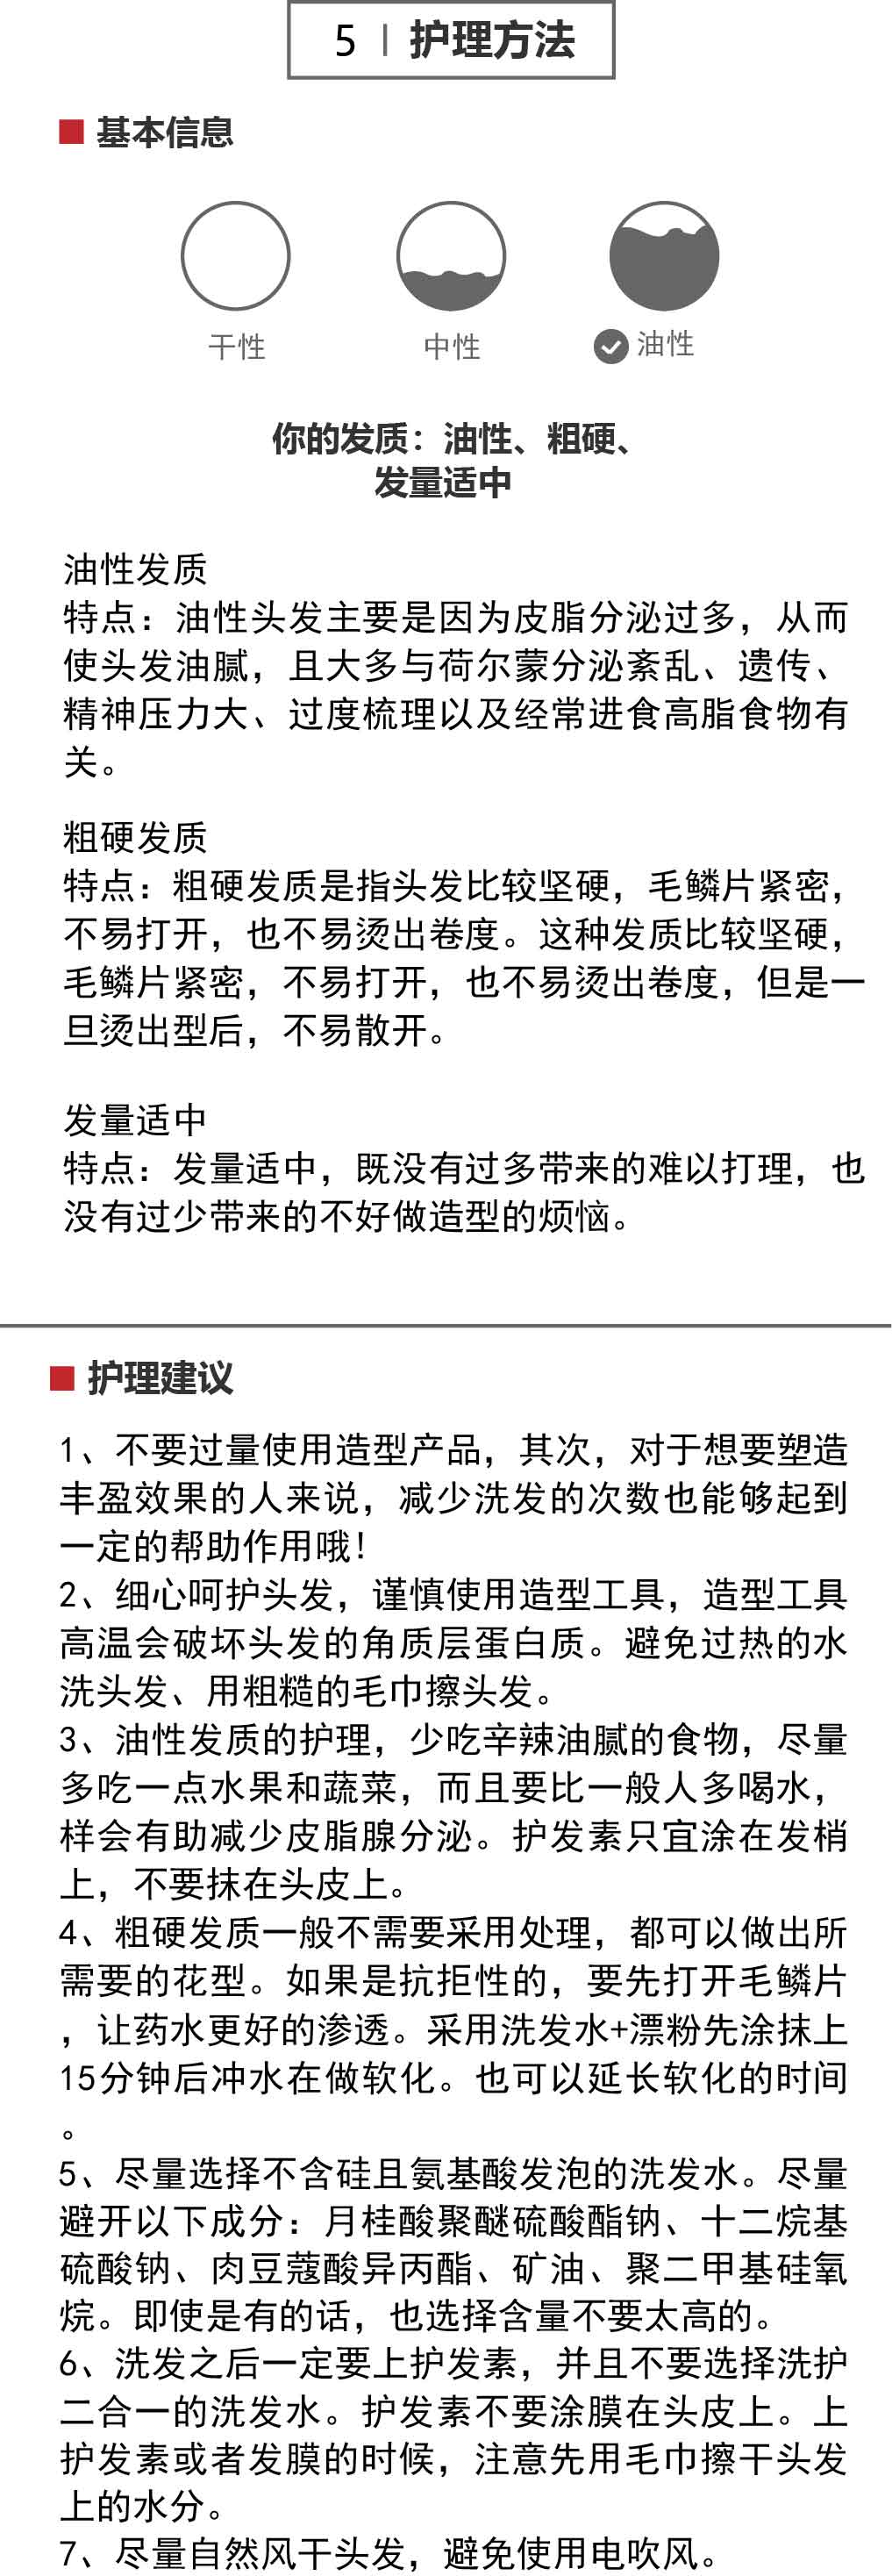 5 | 护理方法
基本信息
干性 中性 油性
你的发质：油性、粗硬、
发量适中
油性发质
特点：油性头发主要是因为皮脂分泌过多，从而
使头发油腻，且大多与荷尔蒙分泌紊乱、遗传、
精神压力大、过度梳理以及经常进食高脂食物有
关。
粗硬发质
特点：粗硬发质是指头发比较坚硬，毛鳞片紧密，
不易打开，也不易烫出卷度。这种发质比较坚硬，
毛鳞片紧密，不易打开，也不易烫出卷度，但是一
旦烫出型后，不易散开。
发量适中
特点：发量适中，既没有过多带来的难以打理，也
没有过少带来的不好做造型的烦恼。
护理建议
1、不要过量使用造型产品，其次，对于想要塑造
丰盈效果的人来说，减少洗发的次数也能够起到
一定的帮助作用哦!
2、细心呵护头发，谨慎使用造型工具，造型工具
高温会破坏头发的角质层蛋白质。避免过热的水
洗头发、用粗糙的毛巾擦头发。
3、油性发质的护理，少吃辛辣油腻的食物，尽量
多吃一点水果和蔬菜，而且要比一般人多喝水，
样会有助减少皮脂腺分泌。护发素只宜涂在发梢
上，不要抹在头皮上。
4、粗硬发质一般不需要采用处理，都可以做出所
需要的花型。如果是抗拒性的，要先打开毛鳞片
，让药水更好的渗透。采用洗发水+漂粉先涂抹上
15分钟后冲水在做软化。也可以延长软化的时间
。
5、尽量选择不含硅且氨基酸发泡的洗发水。尽量
避开以下成分：月桂酸聚醚硫酸酯钠、十二烷基
硫酸钠、肉豆蔻酸异丙酯、矿油、聚二甲基硅氧
烷。即使是有的话，也选择含量不要太高的。
6、洗发之后一定要上护发素，并且不要选择洗护
二合一的洗发水。护发素不要涂膜在头皮上。上
护发素或者发膜的时候，注意先用毛巾擦干头发
上的水分。
7、尽量自然风干头发，避免使用电吹风。